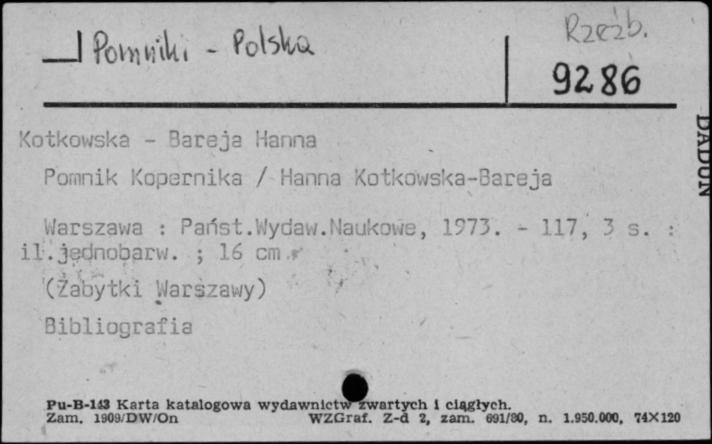 Pomniki - Polska
Rzeźb.
9286
Kotkowska - Bareja Hanna
Pomnik Kopernika / Hanna Kotkowska-Bareja
Warszawa : Państ.Wydaw.Naukowe, 1973. - 117, 3 s. :
il.jednobarw. ; 16 cm
(Zabytki Warszawy)
Bibliografia
Pu-B-143 Karta katalogowa wydawnictw zwartych i ciągłych.
Zam. 1909/DW/On WZGraf. Z-d 2, zam. 691/80, n. 1.950.000, 74×120
DADUN